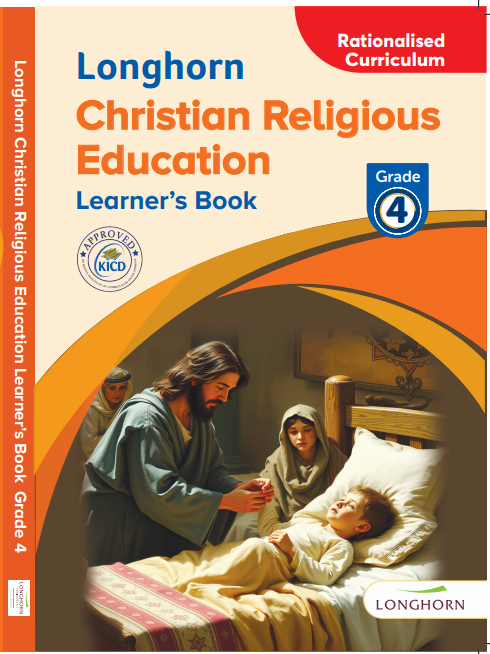 Rationalised
Curriculum
Longhorn
Christian Religious
Education
Learner's Book
Grade
4
APPROVED
KICD
LONGHORN
Longhorn Christian Religious Education Learner's Book Grade 4
LONGHORN